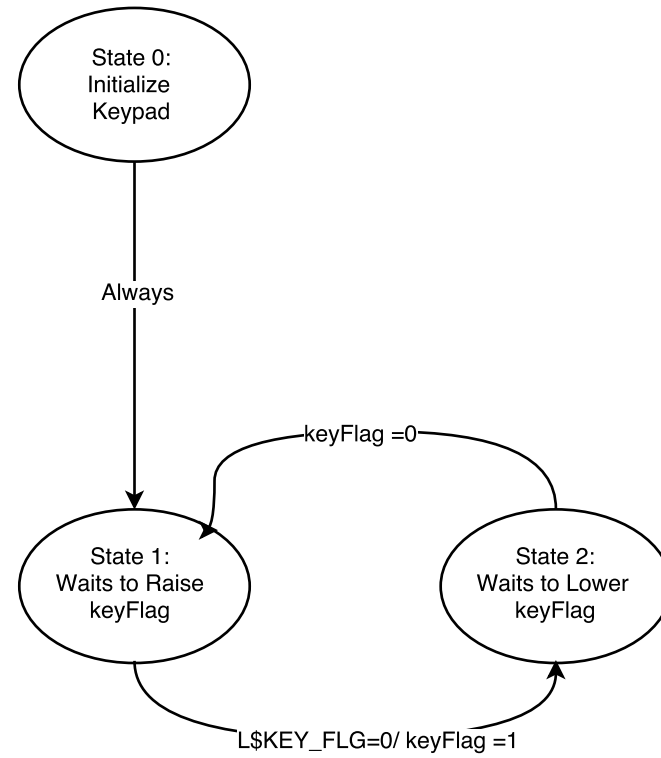 State 0:
Initialize
Keypad
Always
keyFlag =0
State 1:
Waits to Raise
keyFlag
State 2:
Waits to Lower
keyFlag
L$KEY_FLG=0/ keyFlag =1